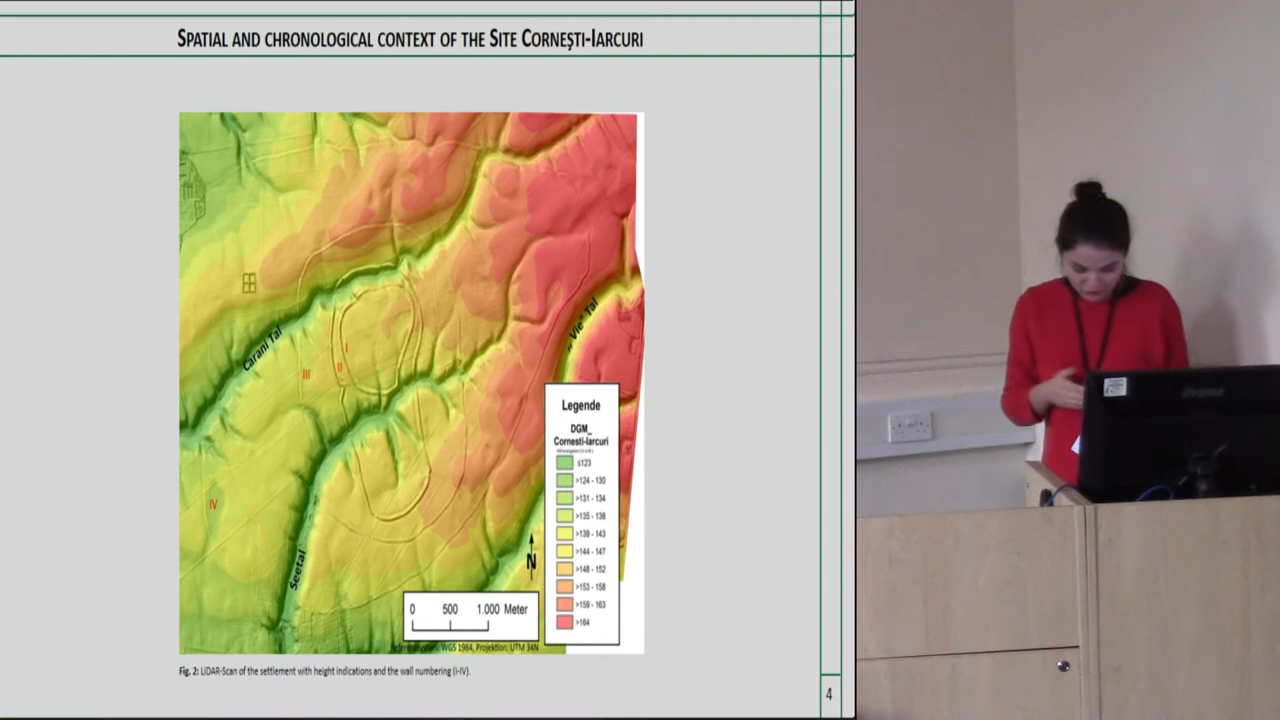 SPATIAL AND CHRONOLOGICAL CONTEXT OF THE SITE CORNEŞTI-IARCURI
Carani Tal
„Vie" Tal
I
II
III
IV
Seetal
Legende
DGM_
Cornesti-Iarcuri
≤123
>124 - 130
>131 - 134
>135 - 138
>139 - 143
>144 - 147
>148 - 152
>153 - 158
>159 - 163
>164
N
0 500 1.000 Meter
WGS 1984, Projektion: UTM 34N
Fig. 2: LiDAR-Scan of the settlement with height indications and the wall numbering (I-IV).
4